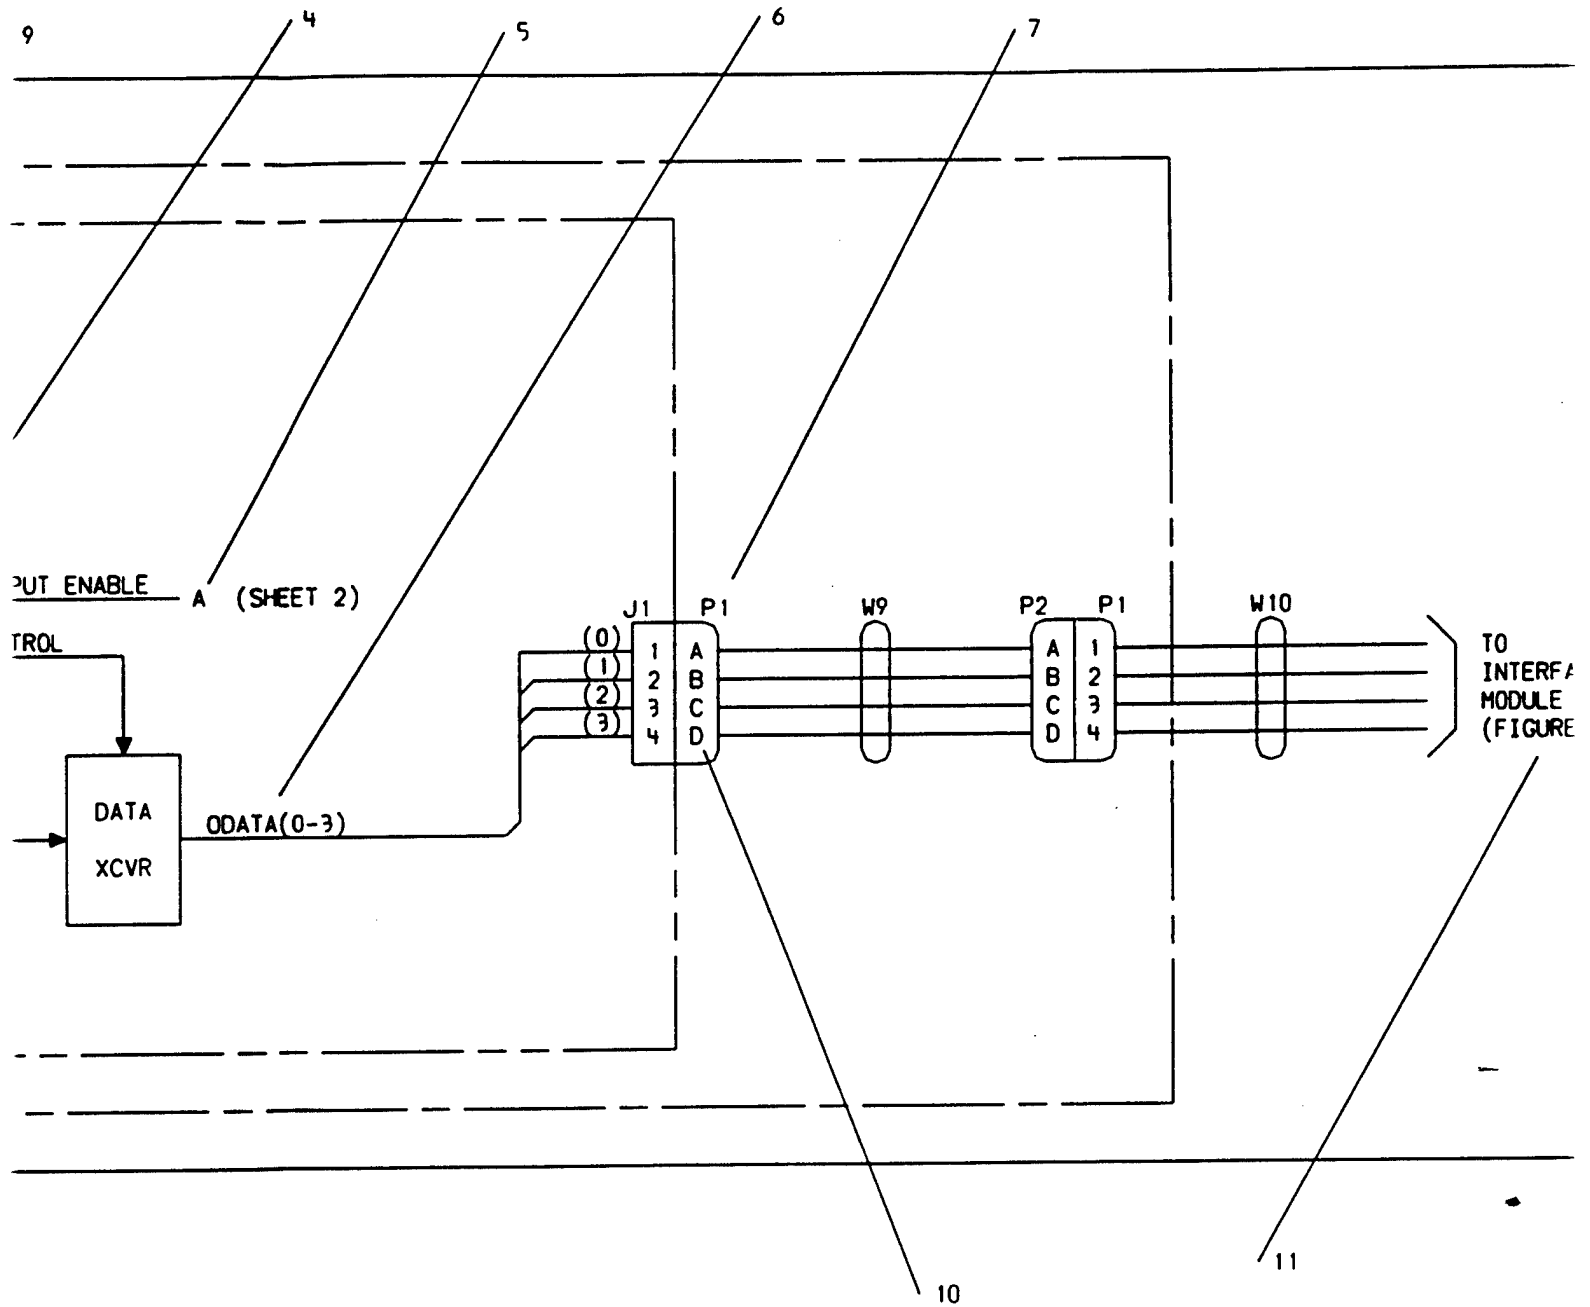 9
4
5
6
7
PUT ENABLE
A (SHEET 2)
TROL
J1
P1
W9
P2
P1
W10
(0)
1
A
A
1
(1)
2
B
B
2
(2)
3
C
C
3
(3)
4
D
D
4
TO
INTERFA
MODULE
(FIGURE
DATA
XCVR
ODATA(0-3)
10
11